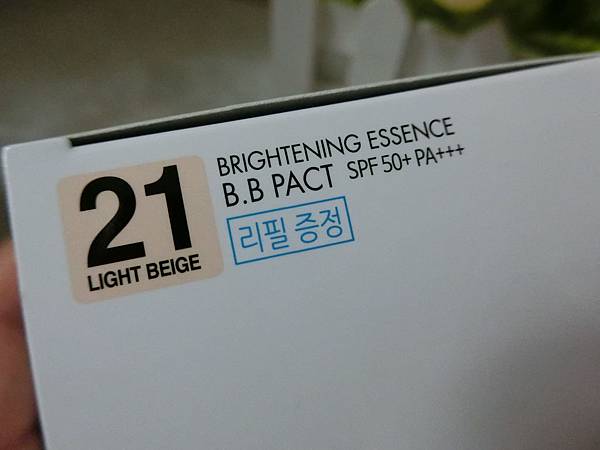 21
LIGHT BEIGE
BRIGHTENING ESSENCE
B.B PACT SPF 50+ PA+++
리필 증정